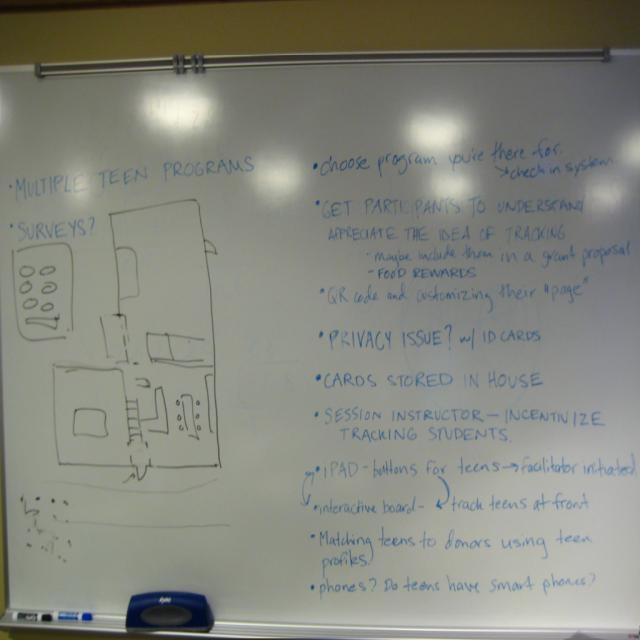 • MULTIPLE TEEN PROGRAMS
• SURVEYS?
• choose program you're there for.
↘ check in system
• GET PARTICIPANTS TO UNDERSTAND
APPRECIATE THE IDEA OF TRACKING
- maybe include them in a grant proposal
- FOOD REWARDS
• QR code and customizing their "page"
• PRIVACY ISSUE? w/ ID CARDS
• CARDS STORED IN HOUSE
• SESSION INSTRUCTOR — INCENTIVIZE
TRACKING STUDENTS.
• iPAD - buttons for teens → facilitator initiated.
• interactive board - track teens at front
• Matching teens to donors using teen
profiles.
• phones? Do teens have smart phones?